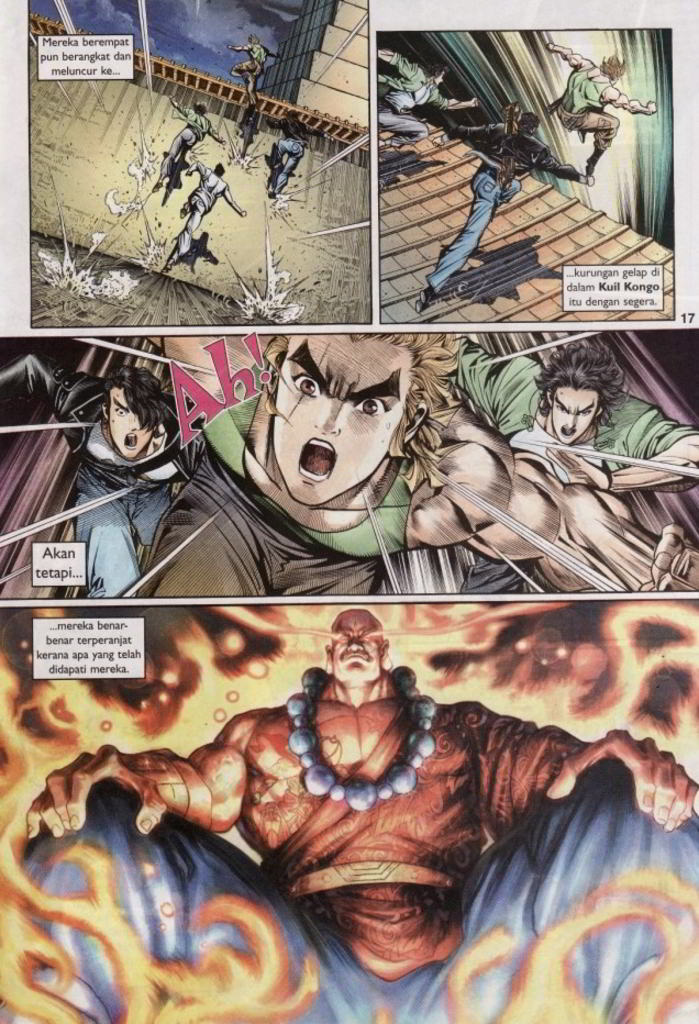 Mereka berempat
pun berangkat dan
meluncur ke...
...kurungan gelap di
dalam Kuil Kongo
itu dengan segera.
17
Ah!
Akan
tetapi...
...mereka benar-
benar terperanjat
kerana apa yang telah
didapati mereka.